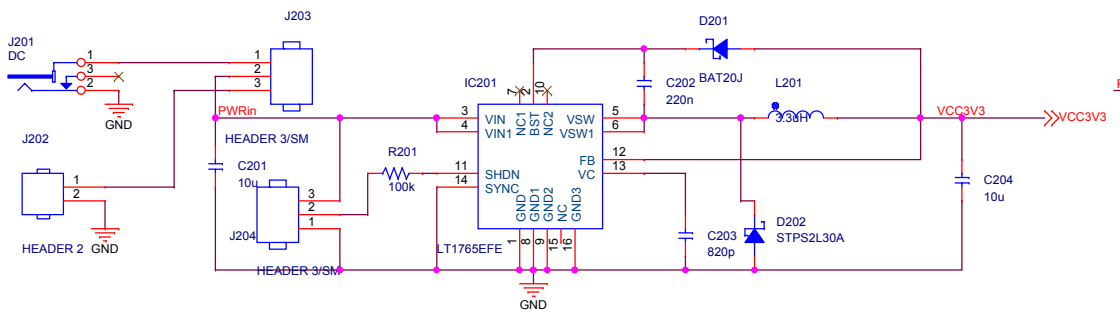 J201
DC
1
3
2
GND
J203
1
2
3
PWRin
HEADER 3/SM
J202
1
2
GND
HEADER 2
C201
10u
J204
3
2
1
HEADER 3/SM
R201
100k
IC201
LT1765EFE
7
2
10
NC1
BST
NC2
3
4
VIN
VIN1
11
14
SHDN
SYNC
VSW
VSW1
5
6
FB
VC
12
13
GND
GND1
GND2
NC
GND3
1
8
9
15
16
GND
C202
220n
D201
BAT20J
L201
3.3uH
C203
820p
D202
STPS2L30A
VCC3V3
VCC3V3
C204
10u